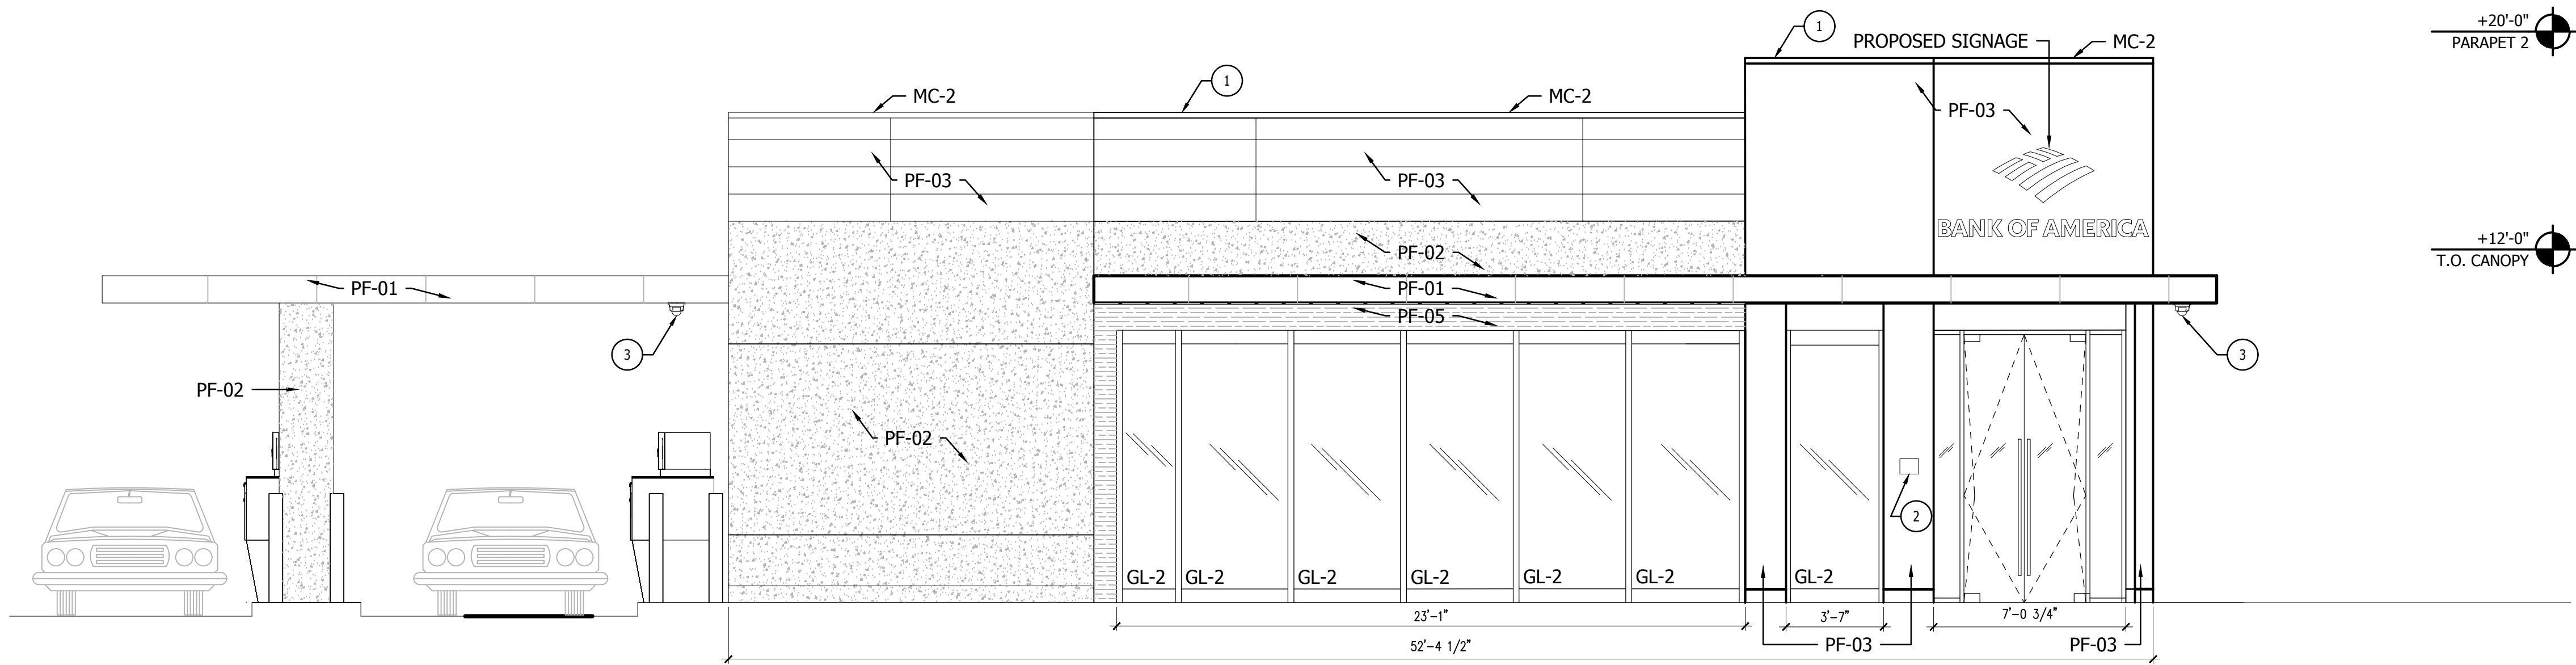 1
PROPOSED SIGNAGE
MC-2
+20'-0"
PARAPET 2
1
MC-2
MC-2
PF-03
PF-03
PF-03
BANK OF AMERICA
+12'-0"
T.O. CANOPY
PF-02
PF-01
PF-01
PF-05
3
3
PF-02
PF-02
2
GL-2
GL-2
GL-2
GL-2
GL-2
GL-2
GL-2
23'-1"
3'-7"
7'-0 3/4"
PF-03
PF-03
52'-4 1/2"